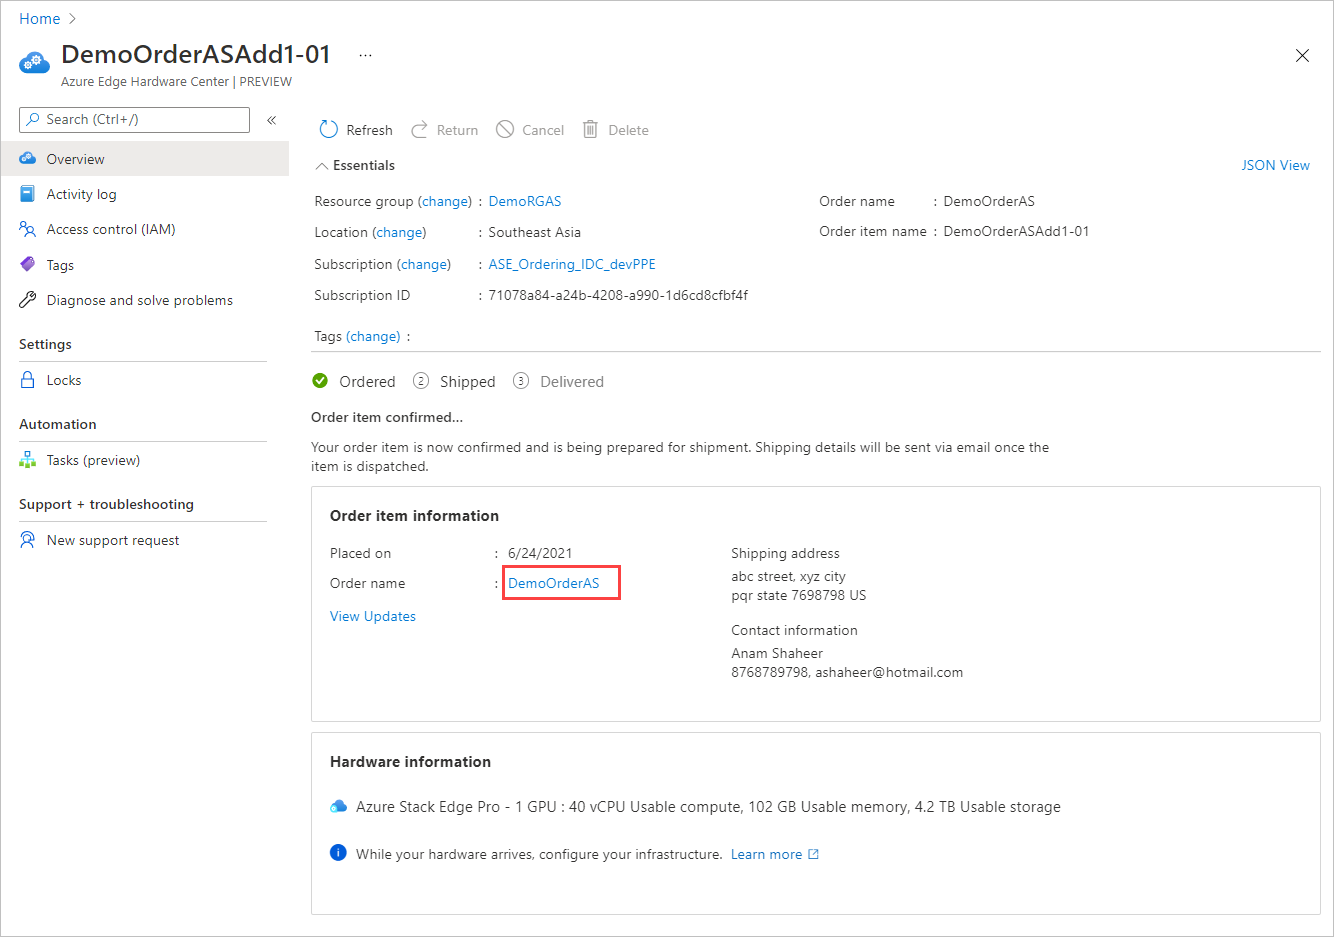 Home
DemoOrderASAdd1-01 ...
Azure Edge Hardware Center | PREVIEW
Search (Ctrl+/)
Overview
Activity log
Access control (IAM)
Tags
Diagnose and solve problems
Settings
Locks
Automation
Tasks (preview)
Support + troubleshooting
New support request
Refresh Return Cancel Delete
Essentials JSON View
Resource group (change) : DemoRGAS
Location (change) : Southeast Asia
Subscription (change) : ASE_Ordering_IDC_devPPE
Subscription ID : 71078a84-a24b-4208-a990-1d6cd8cfbf4f
Order name : DemoOrderAS
Order item name : DemoOrderASAdd1-01
Tags (change) :
Ordered 2 Shipped 3 Delivered
Order item confirmed...
Your order item is now confirmed and is being prepared for shipment. Shipping details will be sent via email once the
item is dispatched.
Order item information
Placed on : 6/24/2021
Order name : DemoOrderAS
View Updates
Shipping address
abc street, xyz city
pqr state 7698798 US
Contact information
Anam Shaheer
8768789798, ashaheer@hotmail.com
Hardware information
Azure Stack Edge Pro - 1 GPU : 40 vCPU Usable compute, 102 GB Usable memory, 4.2 TB Usable storage
While your hardware arrives, configure your infrastructure. Learn more